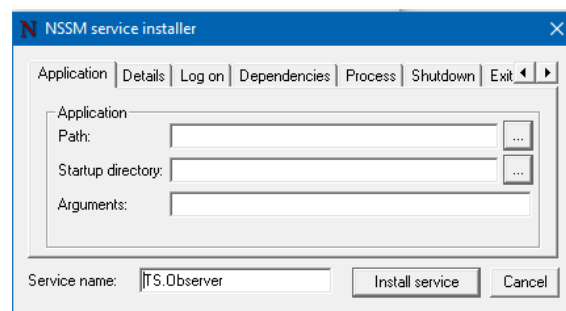 N NSSM service installer
Application Details Log on Dependencies Process Shutdown Exit
Application
Path: ...
Startup directory: ...
Arguments:
Service name: TS.Observer Install service Cancel